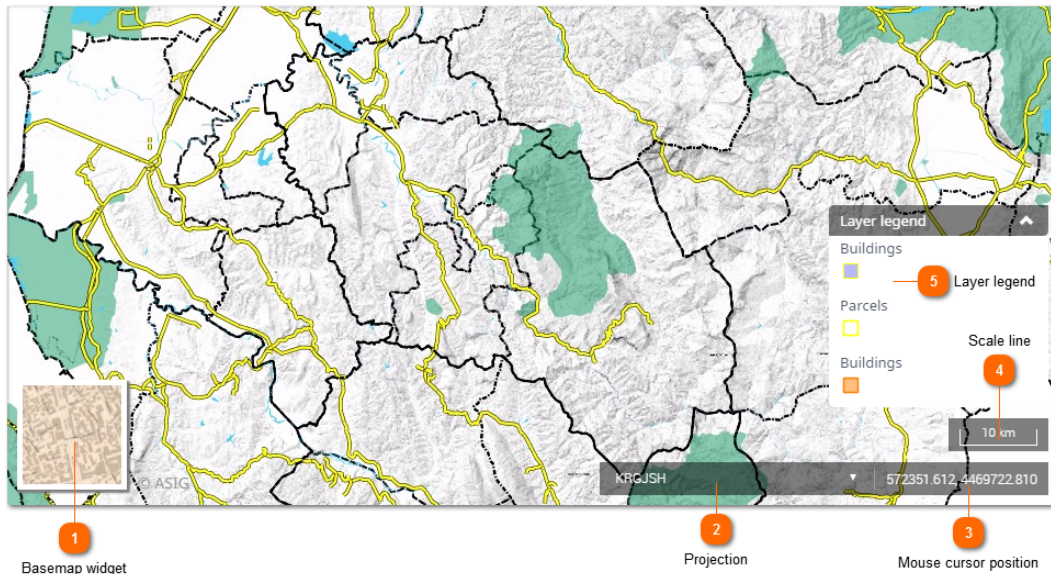 Layer legend
Buildings
5
Layer legend
Parcels
Scale line
4
Buildings
10 km
© ASIG
KRGJSH
572351.612, 4469722.810
1
2
3
Basemap widget
Projection
Mouse cursor position